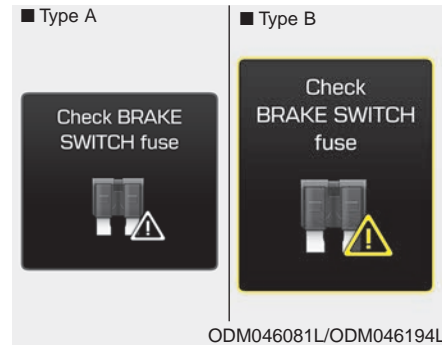 ■ Type A
Check BRAKE
SWITCH fuse
■ Type B
Check
BRAKE SWITCH
fuse
ODM046081L/ODM046194L